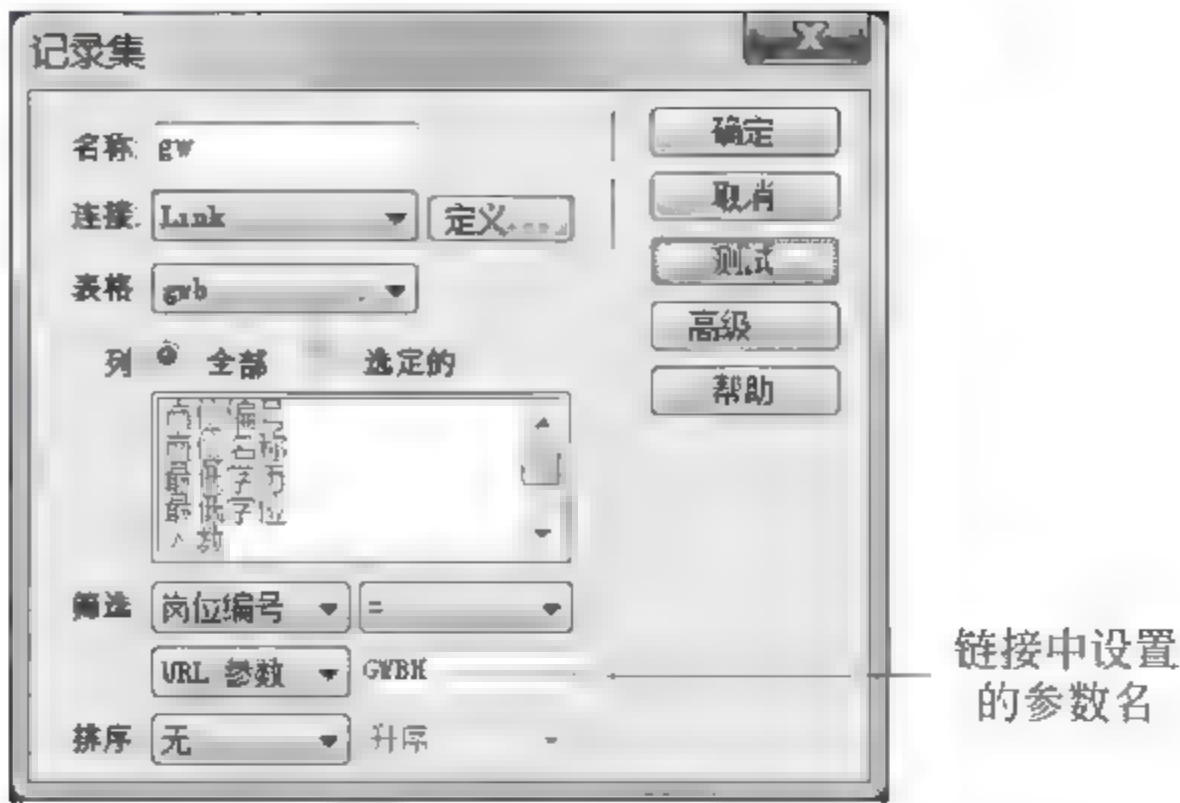 记录集
名称: gw
确定
连接: Link
定义...
取消
表格 gwb
测试
高级
列 全部 选定的
帮助
岗位编号
岗位名称
最低学历
最低学位
人数
筛选 岗位编号 =
URL 参数 GWBH
链接中设置
的参数名
排序 无 升序